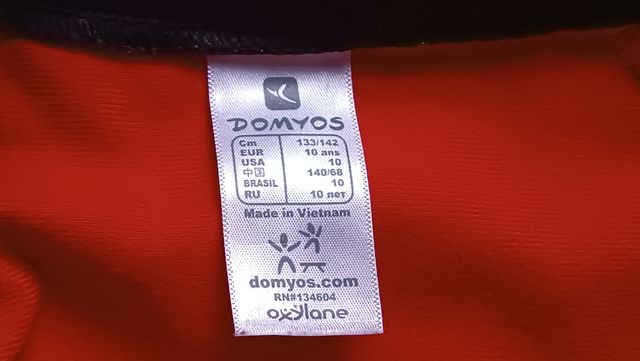 DOMYOS
Cm 133/142
EUR 10 ans
USA 10
中国 140/68
BRASIL 10
RU 10 лет
Made in Vietnam
domyos.com
RN#134604
oxylane